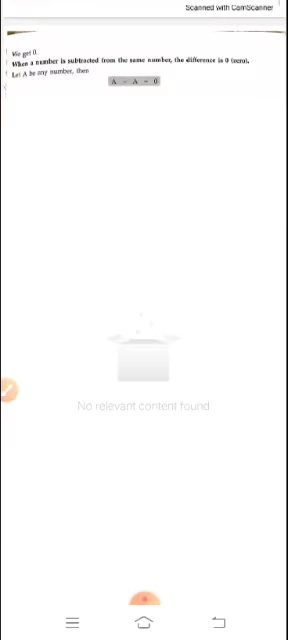 Scanned with CamScanner
We get 0.
When a number is subtracted from the same number, the difference is 0 (zero).
Let A be any number, then
A - A = 0
No relevant content found